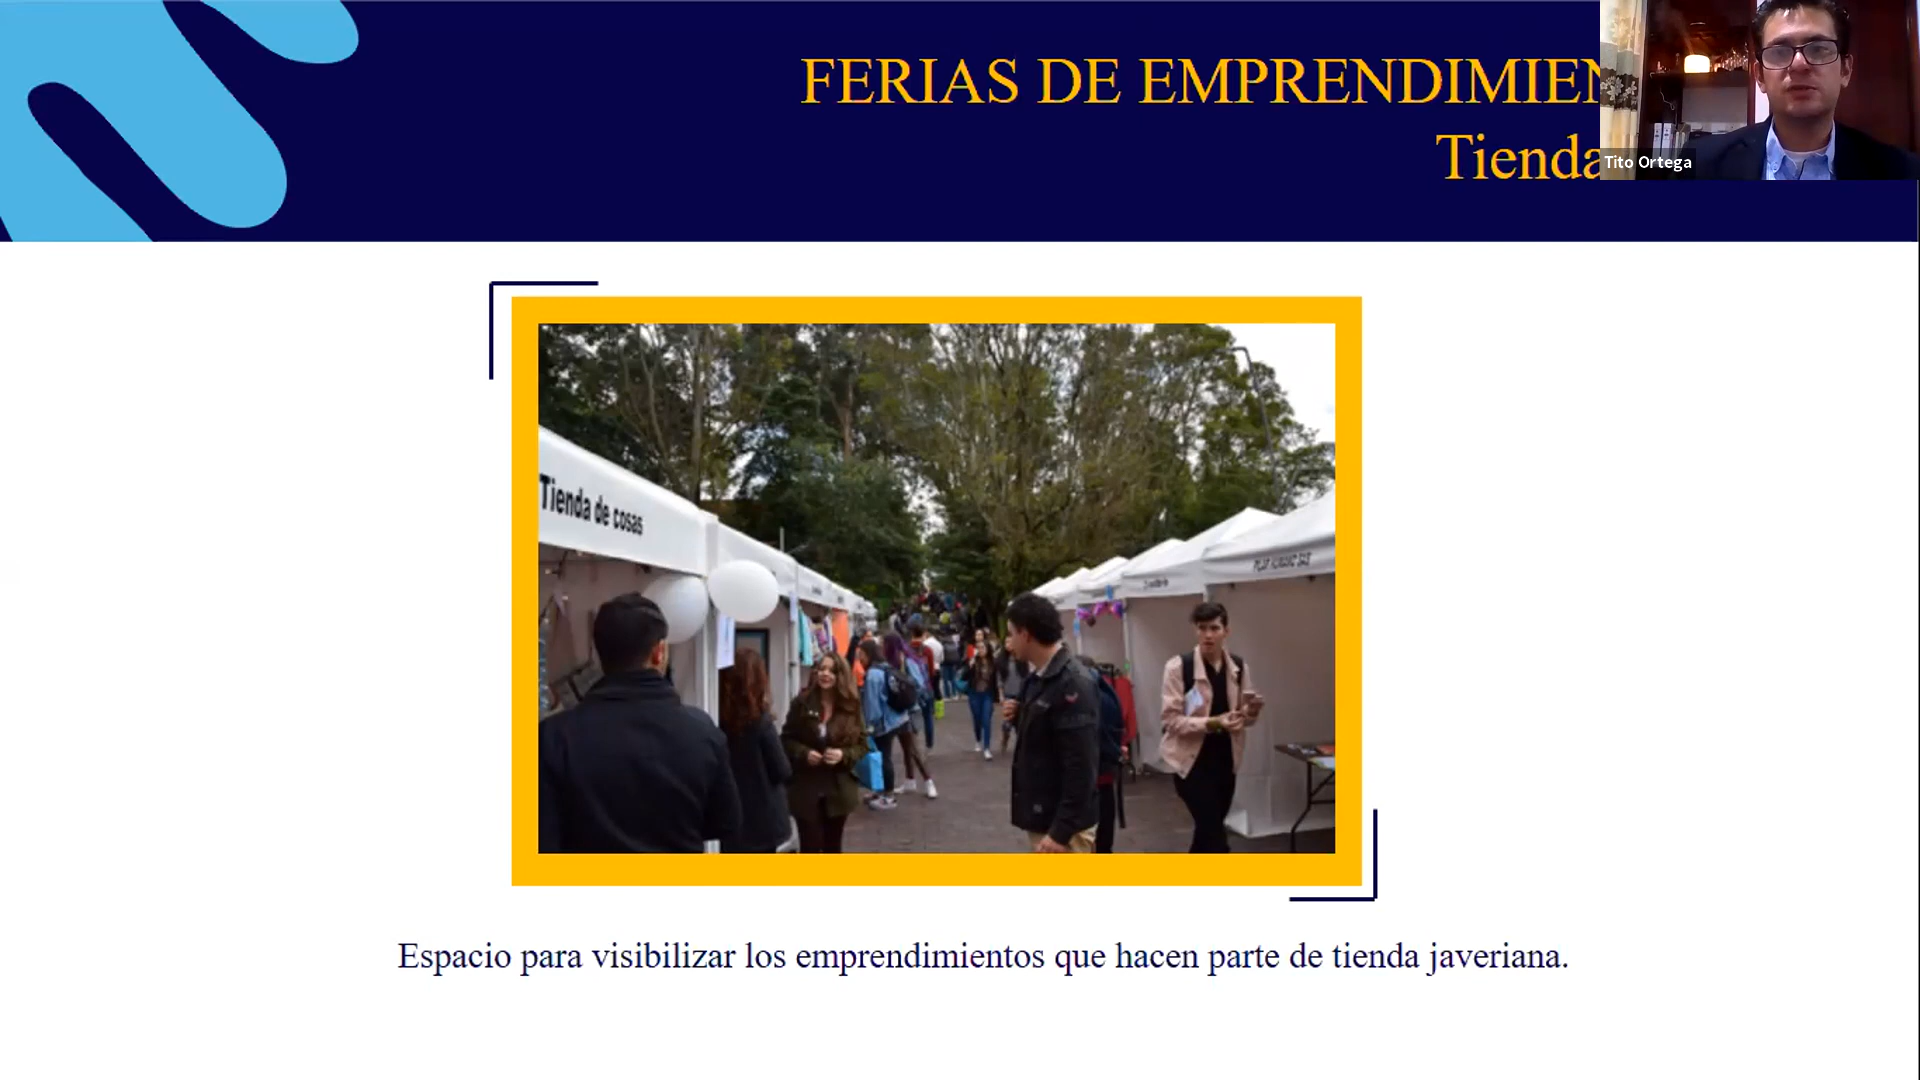 FERIAS DE EMPRENDIMIEN
Tienda
Tito Ortega
Tienda de cosas
Espacio para visibilizar los emprendimientos que hacen parte de tienda javeriana.